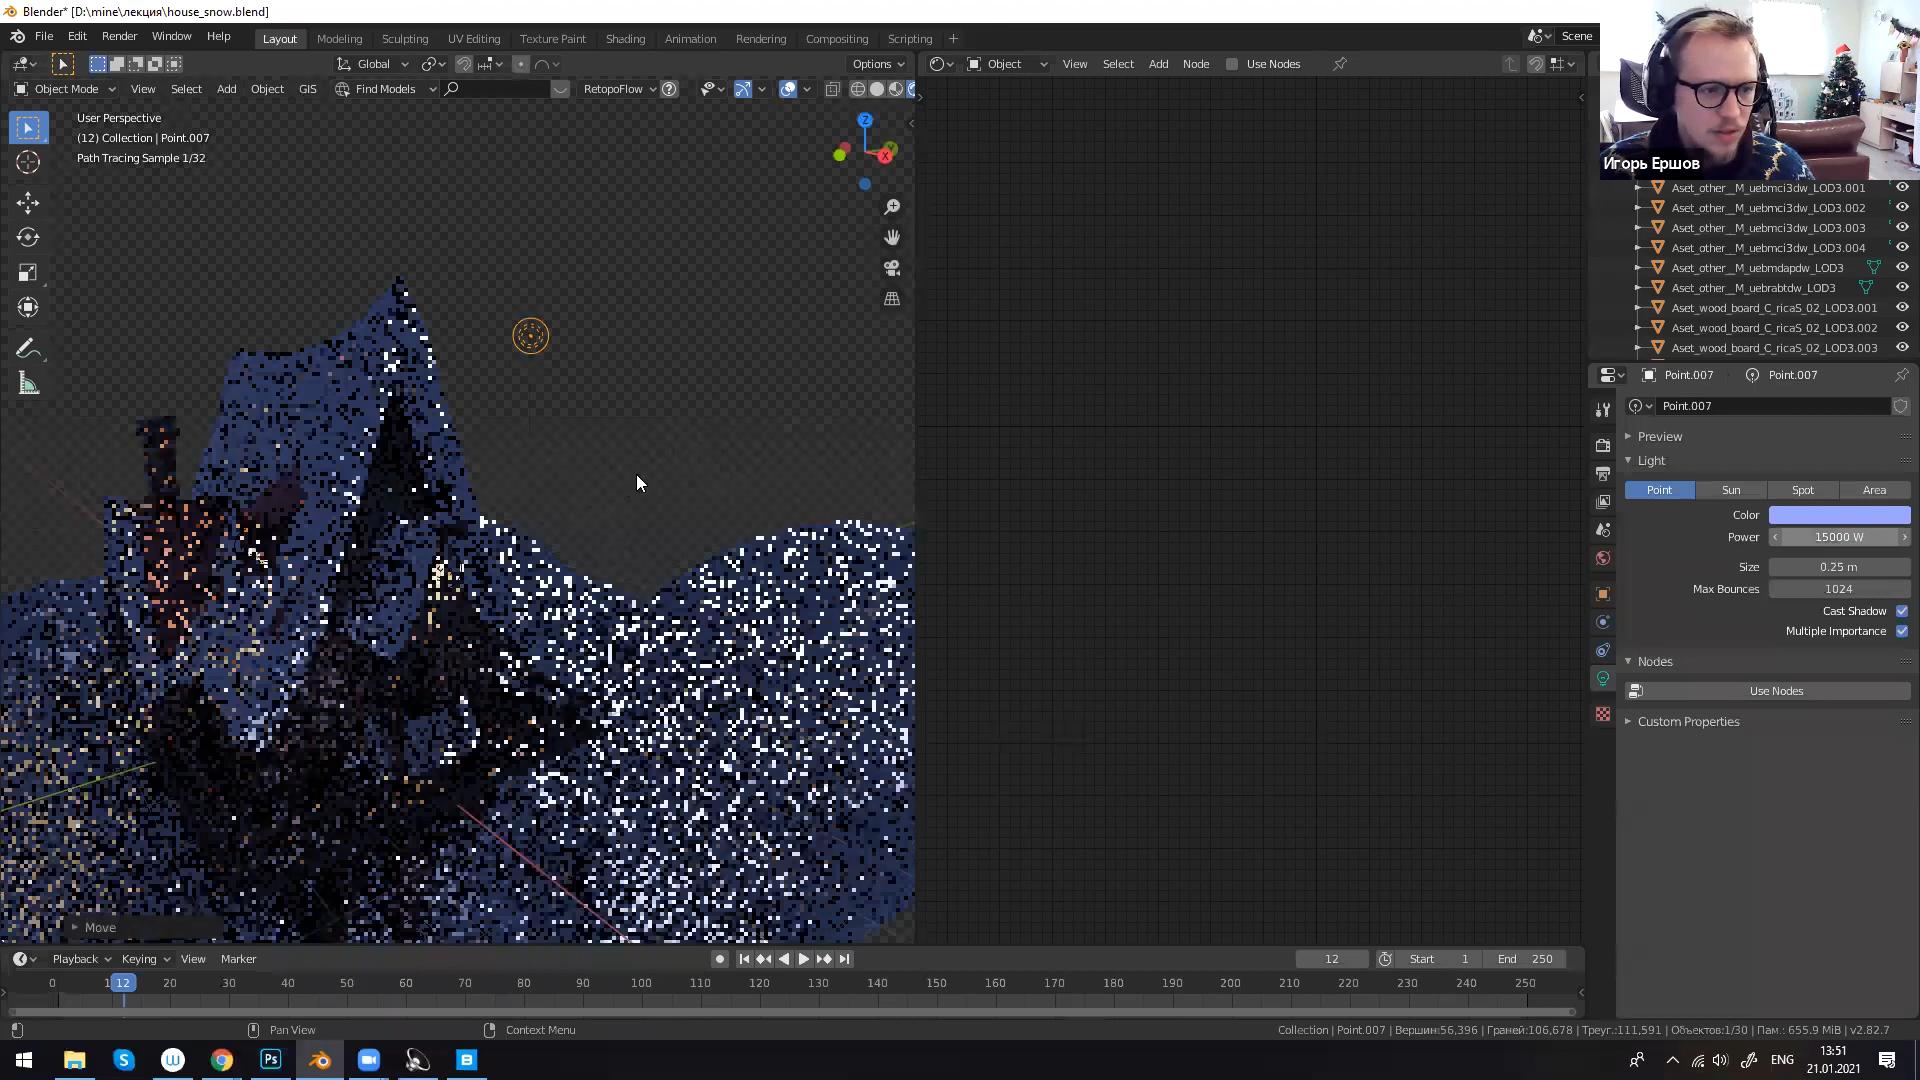 Blender* [D:\mine\лекция\house_snow.blend]
File Edit Render Window Help Layout Modeling Sculpting UV Editing Texture Paint Shading Animation Rendering Compositing Scripting + Scene
Global Options Object View Select Add Node Use Nodes
Object Mode View Select Add Object GIS Find Models RetopoFlow
User Perspective
(12) Collection | Point.007
Path Tracing Sample 1/32
Z
Y
X
Игорь Ершов
Aset_other__M_uebmci3dw_LOD3.001
Aset_other__M_uebmci3dw_LOD3.002
Aset_other__M_uebmci3dw_LOD3.003
Aset_other__M_uebmci3dw_LOD3.004
Aset_other__M_uebmdapdw_LOD3
Aset_other__M_uebrabtdw_LOD3
Aset_wood_board_C_ricaS_02_LOD3.001
Aset_wood_board_C_ricaS_02_LOD3.002
Aset_wood_board_C_ricaS_02_LOD3.003
Point.007 Point.007
Point.007
Preview
Light
Point Sun Spot Area
Color
Power 15000 W
Size 0.25 m
Max Bounces 1024
Cast Shadow
Multiple Importance
Nodes
Use Nodes
Custom Properties
Move
Playback Keying View Marker 12 Start 1 End 250
0 1 12 20 30 40 50 60 70 80 90 100 110 120 130 140 150 160 170 180 190 200 210 220 230 240 250
Pan View Context Menu Collection | Point.007 | Вершин:56,396 | Граней:106,678 | Треуг.:111,591 | Объектов:1/30 | Пам.: 655.9 MiB | v2.82.7
ENG 13:51
21.01.2021